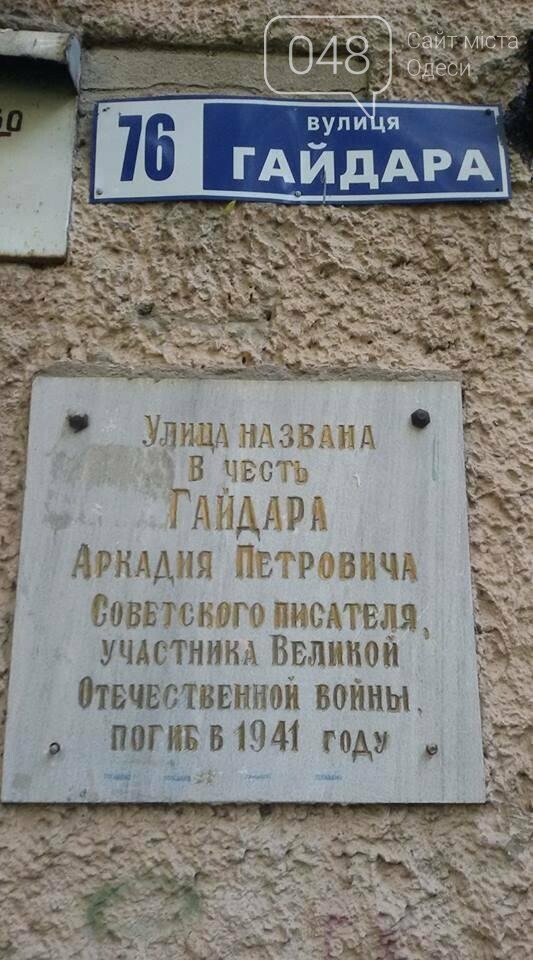 048
Сайт міста
Одеси
60
76
вулиця
ГАЙДАРА
УЛИЦА НАЗВАНА
В ЧЕСТЬ
ГАЙДАРА
АРКАДИЯ ПЕТРОВИЧА
СОВЕТСКОГО ПИСАТЕЛЯ,
УЧАСТНИКА ВЕЛИКОЙ
ОТЕЧЕСТВЕННОЙ ВОЙНЫ,
ПОГИБ В 1941 ГОДУ